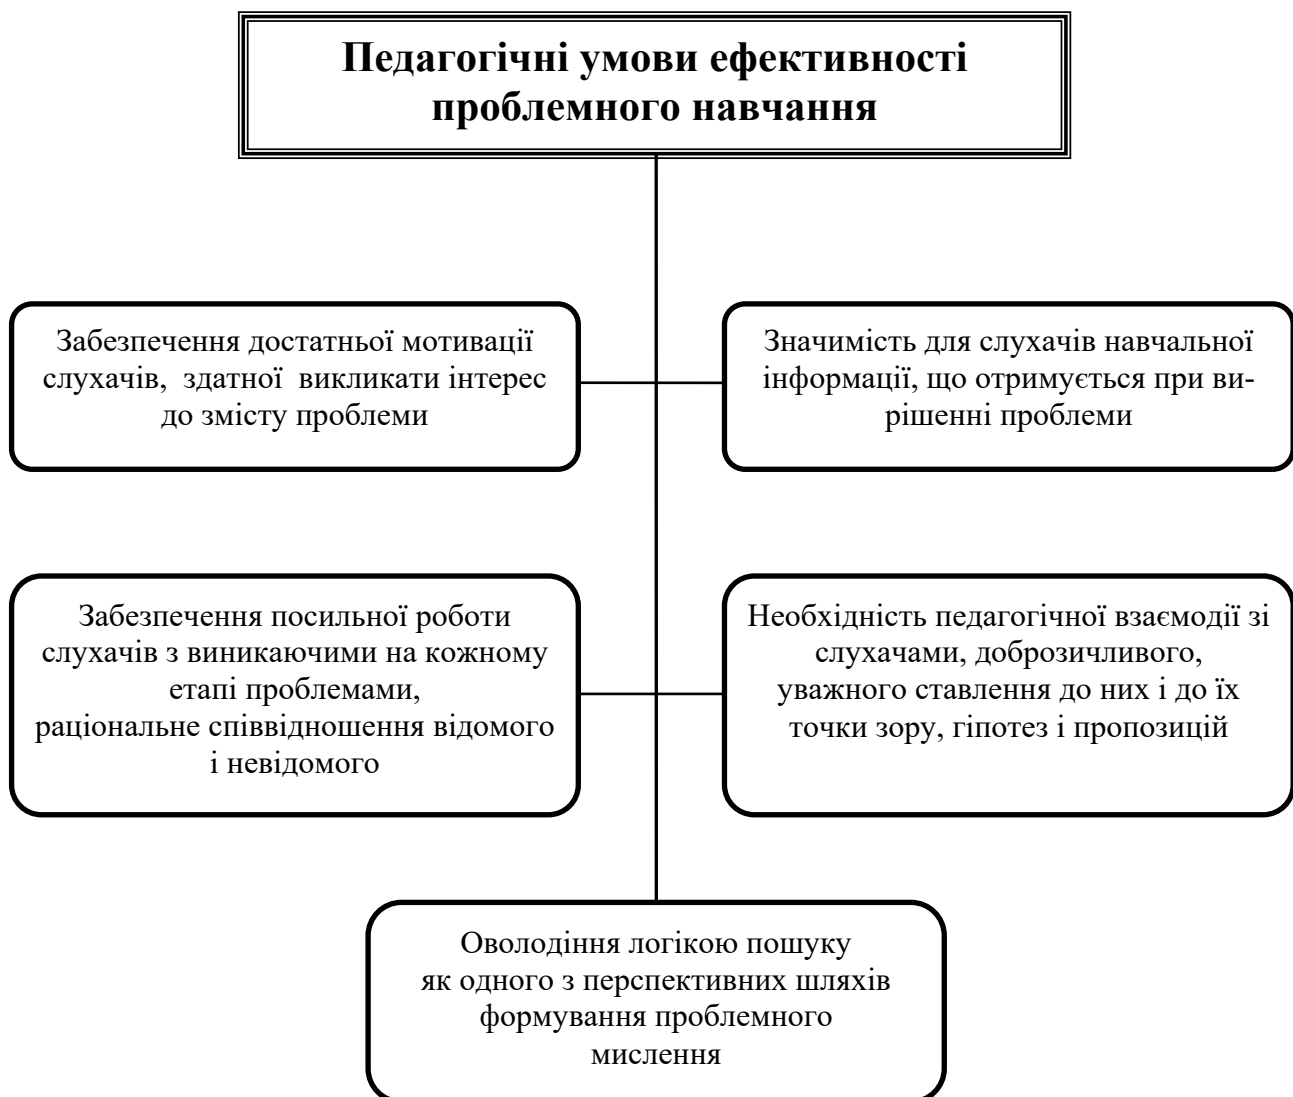 Педагогічні умови ефективності
проблемного навчання
Забезпечення достатньої мотивації
слухачів, здатної викликати інтерес
до змісту проблеми
Значимість для слухачів навчальної
інформації, що отримується при ви-
рішенні проблеми
Забезпечення посильної роботи
слухачів з виникаючими на кожному
етапі проблемами,
раціональне співвідношення відомого
і невідомого
Необхідність педагогічної взаємодії зі
слухачами, доброзичливого,
уважного ставлення до них і до їх
точки зору, гіпотез і пропозицій
Оволодіння логікою пошуку
як одного з перспективних шляхів
формування проблемного
мислення